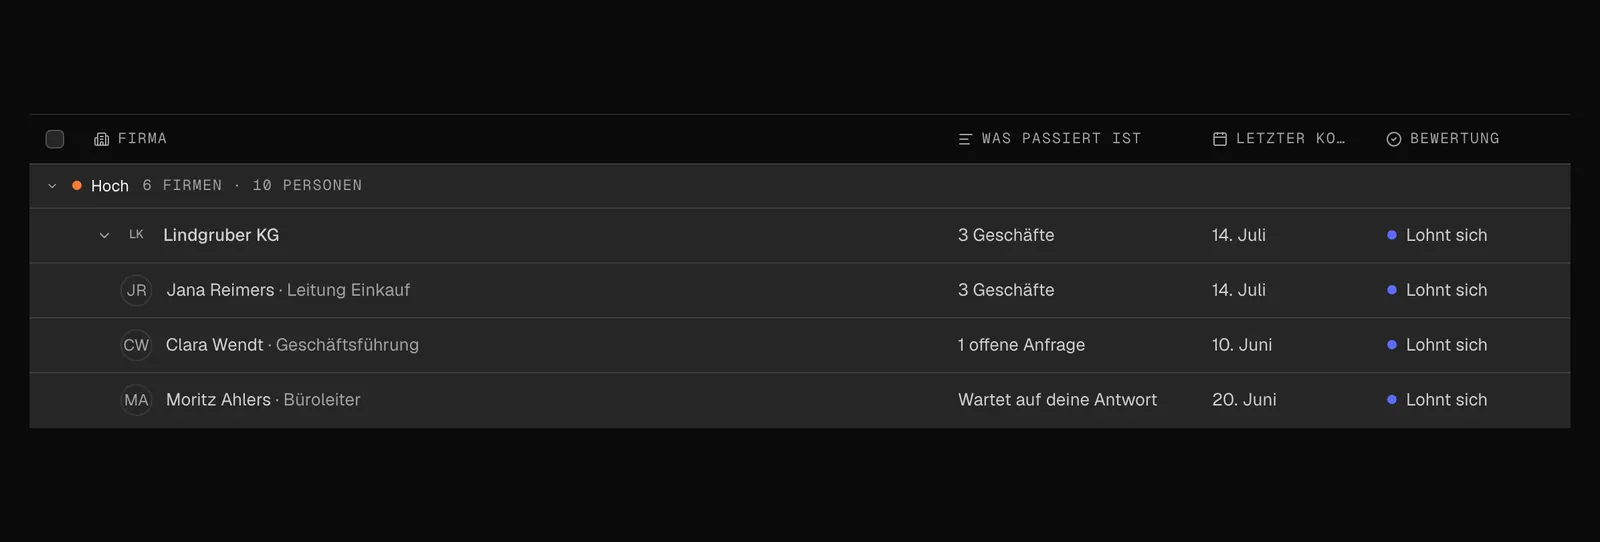 FIRMA WAS PASSIERT IST LETZTER KO… BEWERTUNG
Hoch 6 FIRMEN · 10 PERSONEN
LK Lindgruber KG 3 Geschäfte 14. Juli Lohnt sich
JR Jana Reimers · Leitung Einkauf 3 Geschäfte 14. Juli Lohnt sich
CW Clara Wendt · Geschäftsführung 1 offene Anfrage 10. Juni Lohnt sich
MA Moritz Ahlers · Büroleiter Wartet auf deine Antwort 20. Juni Lohnt sich